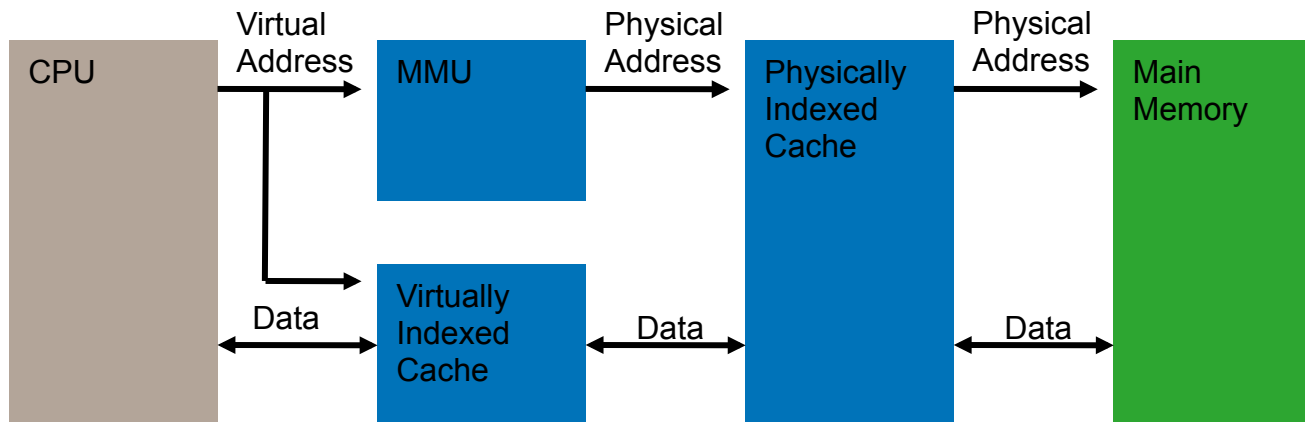 CPU
Virtual
Address
MMU
Physical
Address
Physically
Indexed
Cache
Physical
Address
Main
Memory
Data
Virtually
Indexed
Cache
Data
Data